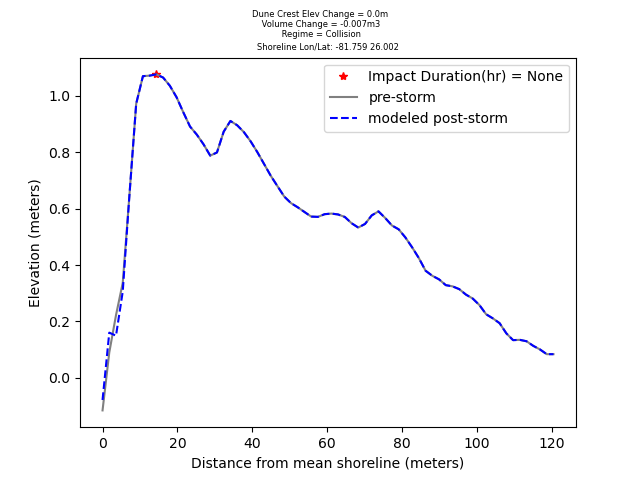 Dune Crest Elev Change = 0.0m
Volume Change = -0.007m3
Regime = Collision
Shoreline Lon/Lat: -81.759 26.002
Impact Duration(hr) = None
pre-storm
modeled post-storm
Elevation (meters)
1.0
0.8
0.6
0.4
0.2
0.0
0 20 40 60 80 100 120
Distance from mean shoreline (meters)